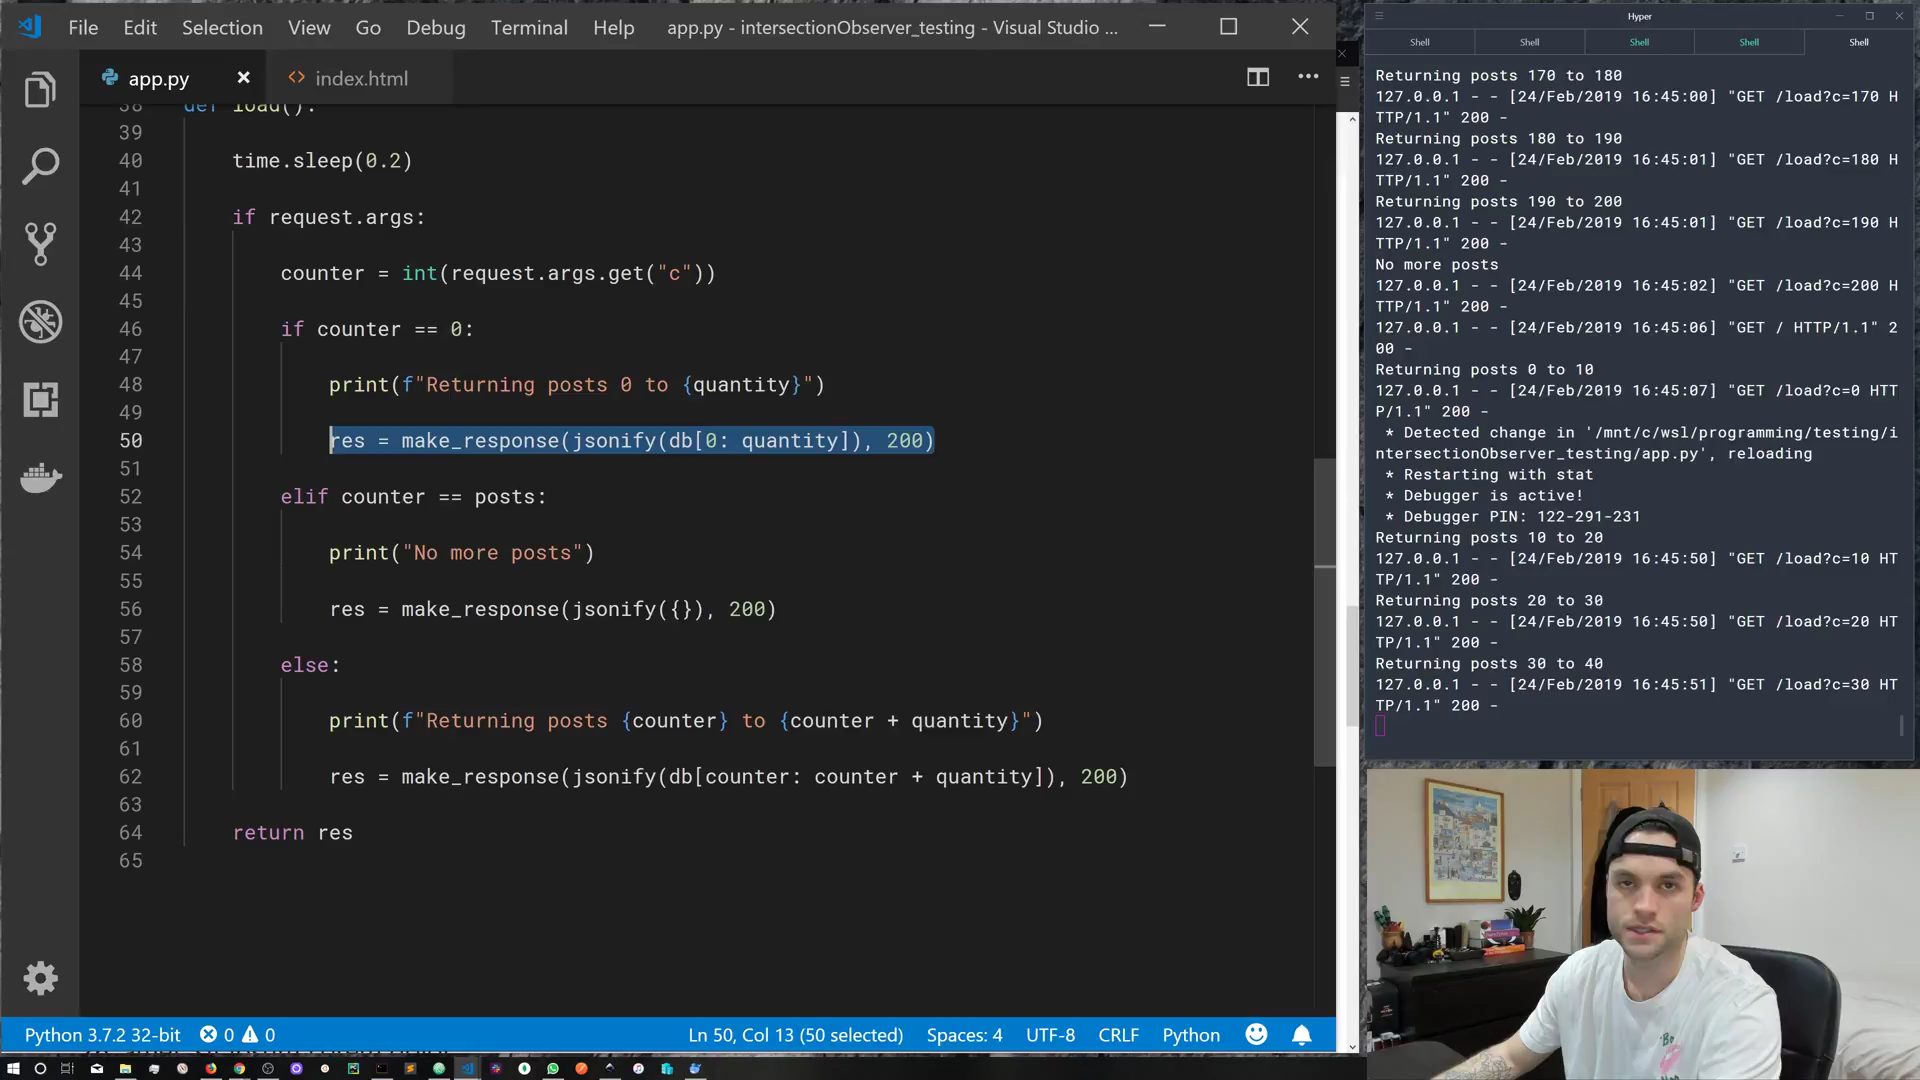 File Edit Selection View Go Debug Terminal Help app.py - intersectionObserver_testing - Visual Studio ...
app.py
index.html
38 def load():
39
40 time.sleep(0.2)
41
42 if request.args:
43
44 counter = int(request.args.get("c"))
45
46 if counter == 0:
47
48 print(f"Returning posts 0 to {quantity}")
49
50 res = make_response(jsonify(db[0: quantity]), 200)
51
52 elif counter == posts:
53
54 print("No more posts")
55
56 res = make_response(jsonify({}), 200)
57
58 else:
59
60 print(f"Returning posts {counter} to {counter + quantity}")
61
62 res = make_response(jsonify(db[counter: counter + quantity]), 200)
63
64 return res
65
Python 3.7.2 32-bit 0 0 Ln 50, Col 13 (50 selected) Spaces: 4 UTF-8 CRLF Python
Hyper
Shell Shell Shell Shell Shell
Returning posts 170 to 180
127.0.0.1 - - [24/Feb/2019 16:45:00] "GET /load?c=170 H
TTP/1.1" 200 -
Returning posts 180 to 190
127.0.0.1 - - [24/Feb/2019 16:45:01] "GET /load?c=180 H
TTP/1.1" 200 -
Returning posts 190 to 200
127.0.0.1 - - [24/Feb/2019 16:45:01] "GET /load?c=190 H
TTP/1.1" 200 -
No more posts
127.0.0.1 - - [24/Feb/2019 16:45:02] "GET /load?c=200 H
TTP/1.1" 200 -
127.0.0.1 - - [24/Feb/2019 16:45:06] "GET / HTTP/1.1" 2
00 -
Returning posts 0 to 10
127.0.0.1 - - [24/Feb/2019 16:45:07] "GET /load?c=0 HTT
P/1.1" 200 -
* Detected change in '/mnt/c/wsl/programming/testing/i
ntersectionObserver_testing/app.py', reloading
* Restarting with stat
* Debugger is active!
* Debugger PIN: 122-291-231
Returning posts 10 to 20
127.0.0.1 - - [24/Feb/2019 16:45:50] "GET /load?c=10 HT
TP/1.1" 200 -
Returning posts 20 to 30
127.0.0.1 - - [24/Feb/2019 16:45:50] "GET /load?c=20 HT
TP/1.1" 200 -
Returning posts 30 to 40
127.0.0.1 - - [24/Feb/2019 16:45:51] "GET /load?c=30 HT
TP/1.1" 200 -